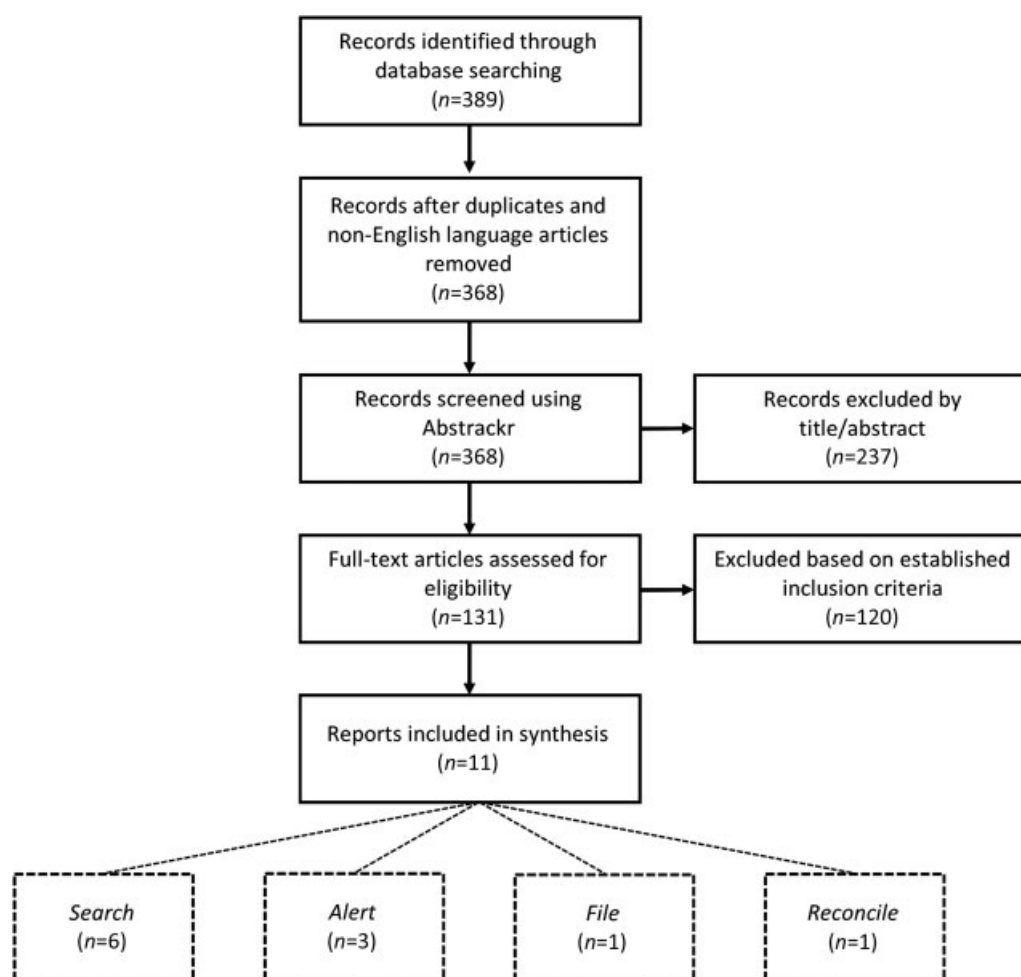 Records identified through
database searching
(n=389)
Records after duplicates and
non-English language articles
removed
(n=368)
Records screened using
Abstrackr
(n=368)
Records excluded by
title/abstract
(n=237)
Full-text articles assessed for
eligibility
(n=131)
Excluded based on established
inclusion criteria
(n=120)
Reports included in synthesis
(n=11)
Search
(n=6)
Alert
(n=3)
File
(n=1)
Reconcile
(n=1)